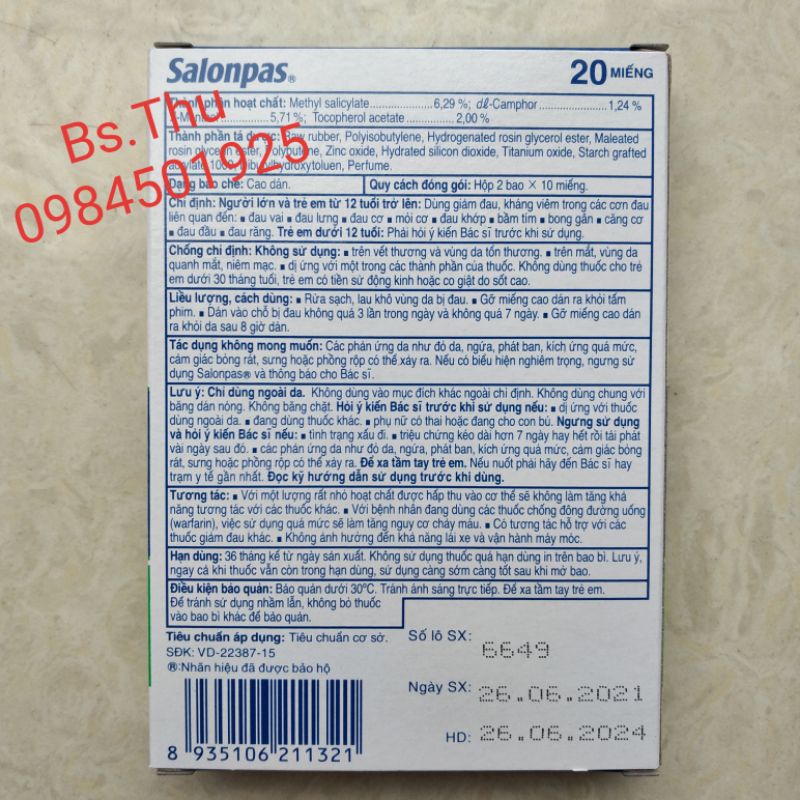 Salonpas®
20 MIẾNG
Thành phần hoạt chất: Methyl salicylate..................6,29 %; dℓ-Camphor..................1,24 %
ℓ-Menthol..................5,71 %; Tocopherol acetate..................2,00 %
Thành phần tá dược: Raw rubber, Polyisobutylene, Hydrogenated rosin glycerol ester, Maleated
rosin glycerin ester, Polybutene, Zinc oxide, Hydrated silicon dioxide, Titanium oxide, Starch grafted
acrylate 1000, Dibutylhydroxytoluen, Perfume.
Bs.Thu
0984501925
Dạng bào chế: Cao dán.
Quy cách đóng gói: Hộp 2 bao × 10 miếng.
Chỉ định: Người lớn và trẻ em từ 12 tuổi trở lên: Dùng giảm đau, kháng viêm trong các cơn đau
liên quan đến: ▪ đau vai ▪ đau lưng ▪ đau cơ ▪ mỏi cơ ▪ đau khớp ▪ bầm tím ▪ bong gân ▪ căng cơ
▪ đau đầu ▪ đau răng. Trẻ em dưới 12 tuổi: Phải hỏi ý kiến Bác sĩ trước khi sử dụng.
Chống chỉ định: Không sử dụng: ▪ trên vết thương và vùng da tổn thương. ▪ trên mắt, vùng da
quanh mắt, niêm mạc. ▪ dị ứng với một trong các thành phần của thuốc. Không dùng thuốc cho trẻ
em dưới 30 tháng tuổi, trẻ em có tiền sử động kinh hoặc co giật do sốt cao.
Liều lượng, cách dùng: ▪ Rửa sạch, lau khô vùng da bị đau. ▪ Gỡ miếng cao dán ra khỏi tấm
phim. ▪ Dán vào chỗ bị đau không quá 3 lần trong ngày và không quá 7 ngày. ▪ Gỡ miếng cao dán
ra khỏi da sau 8 giờ dán.
Tác dụng không mong muốn: Các phản ứng da như đỏ da, ngứa, phát ban, kích ứng quá mức,
cảm giác bỏng rát, sưng hoặc phồng rộp có thể xảy ra. Nếu có biểu hiện nghiêm trọng, ngưng sử
dụng Salonpas® và thông báo cho Bác sĩ.
Lưu ý: Chỉ dùng ngoài da. Không dùng vào mục đích khác ngoài chỉ định. Không dùng chung với
băng dán nóng. Không băng chặt. Hỏi ý kiến Bác sĩ trước khi sử dụng nếu: ▪ dị ứng với thuốc
dùng ngoài da. ▪ đang dùng thuốc khác. ▪ phụ nữ có thai hoặc đang cho con bú. Ngưng sử dụng
và hỏi ý kiến Bác sĩ nếu: ▪ tình trạng xấu đi. ▪ triệu chứng kéo dài hơn 7 ngày hay hết rồi tái phát
vài ngày sau đó. ▪ các phản ứng da như đỏ da, ngứa, phát ban, kích ứng quá mức, cảm giác bỏng
rát, sưng hoặc phồng rộp có thể xảy ra. Để xa tầm tay trẻ em. Nếu nuốt phải hãy đến Bác sĩ hay
trạm y tế gần nhất. Đọc kỹ hướng dẫn sử dụng trước khi dùng.
Tương tác: ▪ Với một lượng rất nhỏ hoạt chất được hấp thu vào cơ thể sẽ không làm tăng khả
năng tương tác với các thuốc khác. ▪ Với bệnh nhân đang dùng các thuốc chống đông đường uống
(warfarin), việc sử dụng quá mức sẽ làm tăng nguy cơ chảy máu. ▪ Có tương tác hỗ trợ với các
thuốc giảm đau khác. ▪ Không ảnh hưởng đến khả năng lái xe và vận hành máy móc.
Hạn dùng: 36 tháng kể từ ngày sản xuất. Không sử dụng thuốc quá hạn dùng in trên bao bì. Lưu ý,
ngay cả khi thuốc vẫn còn trong hạn dùng, sử dụng càng sớm càng tốt sau khi mở bao.
Điều kiện bảo quản: Bảo quản dưới 30°C. Tránh ánh sáng trực tiếp. Để xa tầm tay trẻ em.
Để tránh sử dụng nhầm lẫn, không bỏ thuốc
vào bao bì khác để bảo quản.
Tiêu chuẩn áp dụng: Tiêu chuẩn cơ sở.
SĐK: VD-22387-15
®:Nhãn hiệu đã được bảo hộ
Số lô SX: 6649
Ngày SX: 26.06.2021
HD: 26.06.2024
8 935106 211321